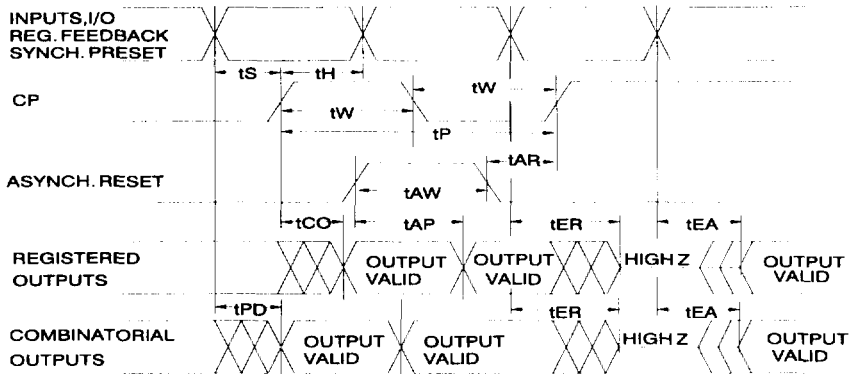 INPUTS,I/O
REG. FEEDBACK
SYNCH. PRESET
tS
tH
tW
CP
tW
tP
tAR
ASYNCH. RESET
tAW
tCO
tAP
tER
tEA
REGISTERED
OUTPUTS
OUTPUT
VALID
OUTPUT
VALID
HIGH Z
OUTPUT
VALID
tPD
tER
tEA
COMBINATORIAL
OUTPUTS
OUTPUT
VALID
OUTPUT
VALID
HIGH Z
OUTPUT
VALID